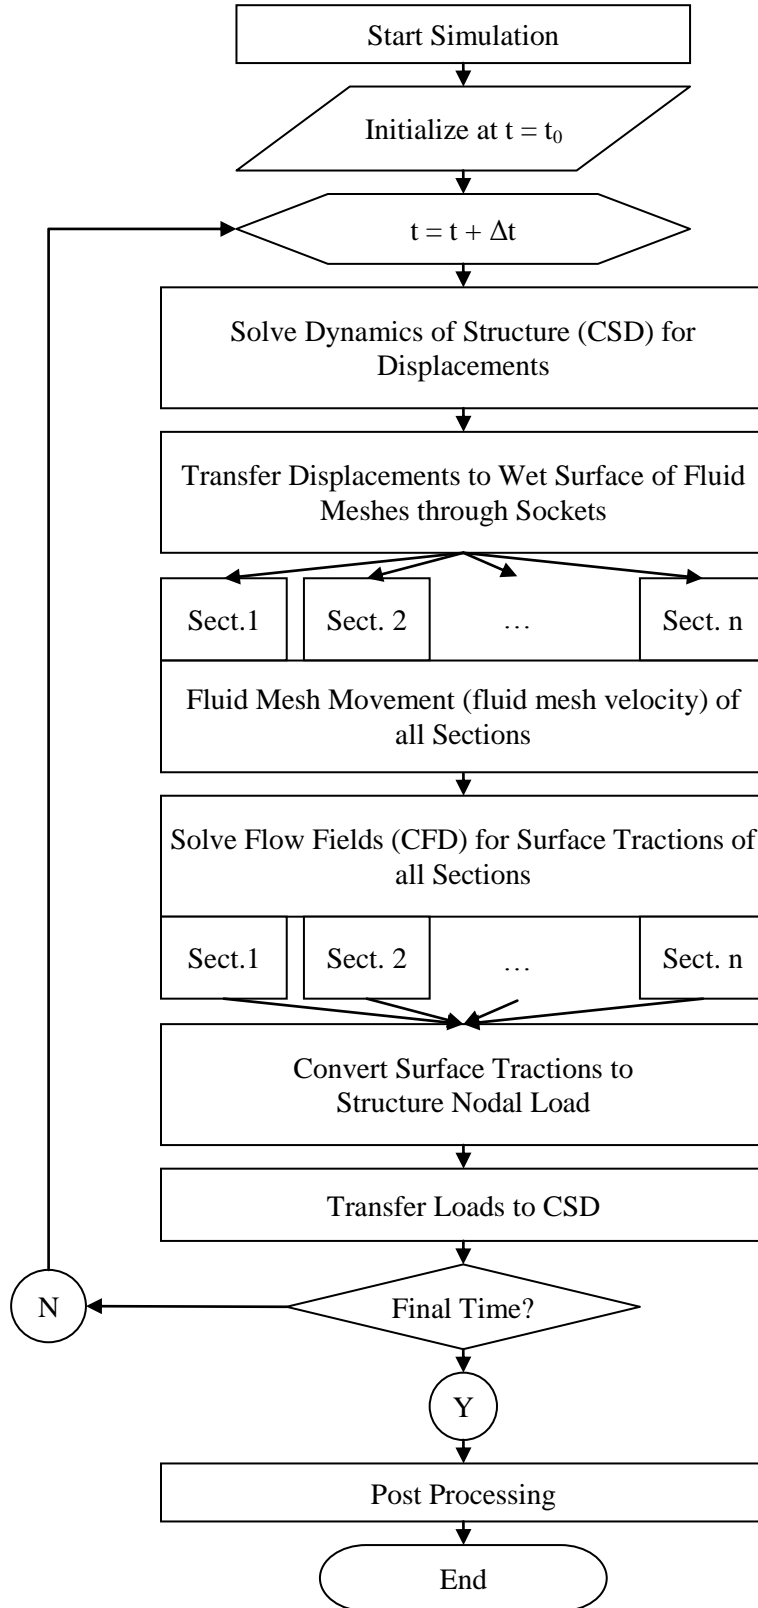 Start Simulation
Initialize at t = t₀
t = t + Δt
Solve Dynamics of Structure (CSD) for
Displacements
Transfer Displacements to Wet Surface of Fluid
Meshes through Sockets
Sect.1 Sect. 2 … Sect. n
Fluid Mesh Movement (fluid mesh velocity) of
all Sections
Solve Flow Fields (CFD) for Surface Tractions of
all Sections
Sect.1 Sect. 2 … Sect. n
Convert Surface Tractions to
Structure Nodal Load
Transfer Loads to CSD
N Final Time?
Y
Post Processing
End